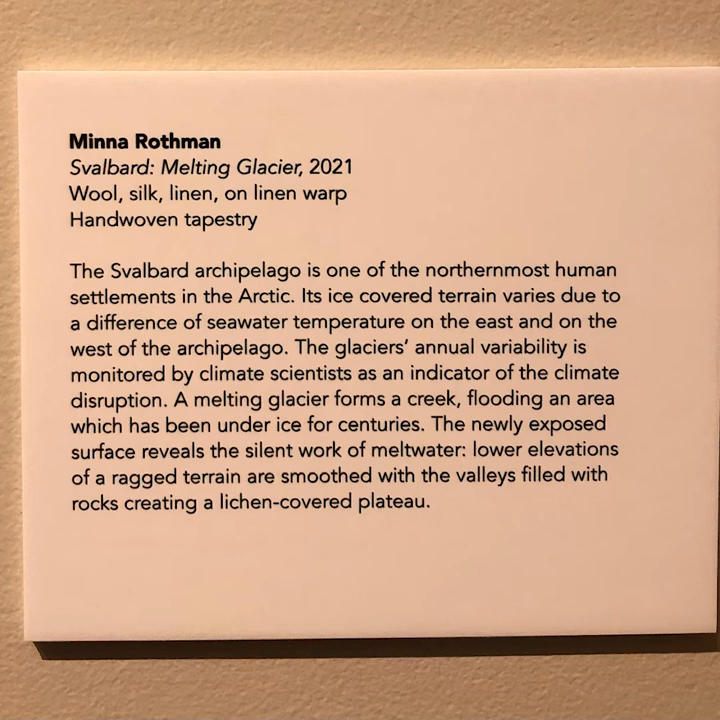 Minna Rothman
Svalbard: Melting Glacier, 2021
Wool, silk, linen, on linen warp
Handwoven tapestry
The Svalbard archipelago is one of the northernmost human
settlements in the Arctic. Its ice covered terrain varies due to
a difference of seawater temperature on the east and on the
west of the archipelago. The glaciers’ annual variability is
monitored by climate scientists as an indicator of the climate
disruption. A melting glacier forms a creek, flooding an area
which has been under ice for centuries. The newly exposed
surface reveals the silent work of meltwater: lower elevations
of a ragged terrain are smoothed with the valleys filled with
rocks creating a lichen-covered plateau.